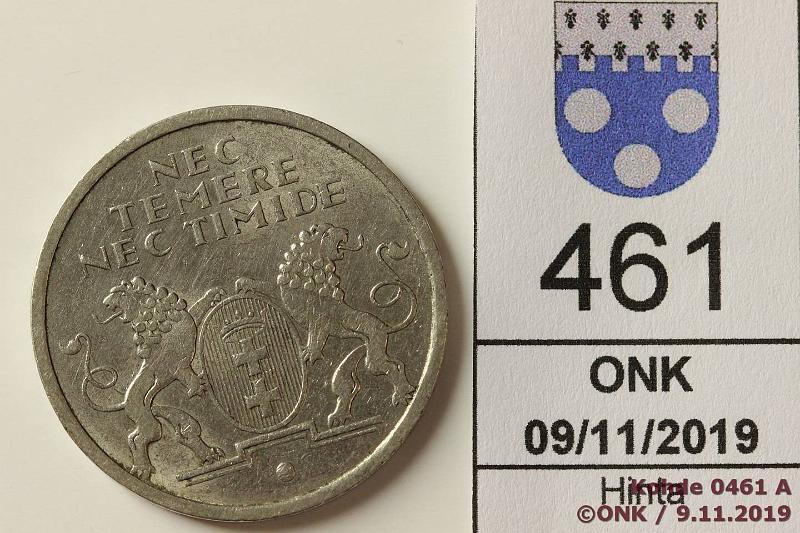 NEC
TEMERE
NEC TIMIDE
461
ONK
09/11/2019
Hinta
Kohde 0461 A
©ONK / 9.11.2019